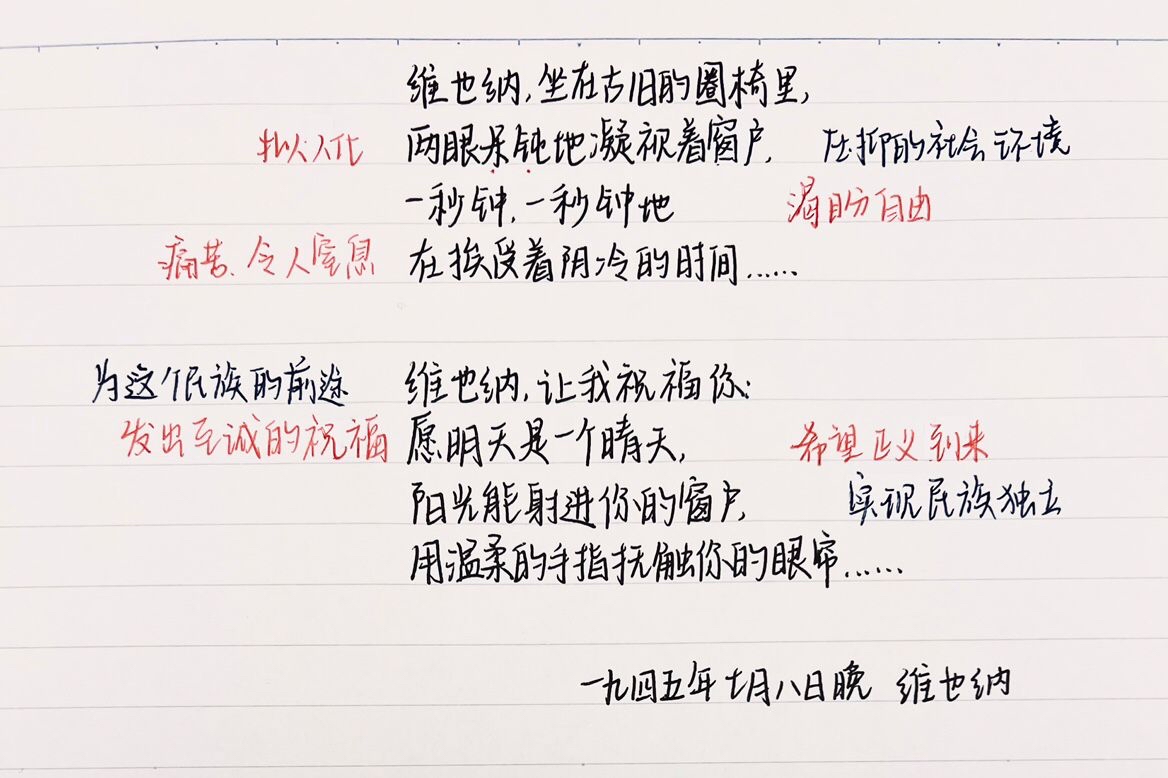 维也纳，坐在古旧的圈椅里，
拟人化 两眼呆钝地凝视着窗户， 压抑的社会环境
一秒钟，一秒钟地 渴盼自由
痛苦、令人窒息 在挨受着阴冷的时间……
为这个民族的前途 维也纳，让我祝福你：
发出至诚的祝福 愿明天是一个晴天， 希望正义到来
阳光能射进你的窗户， 实现民族独立
用温柔的手指抚触你的眼帘……
一九四五年七月八日晚 维也纳